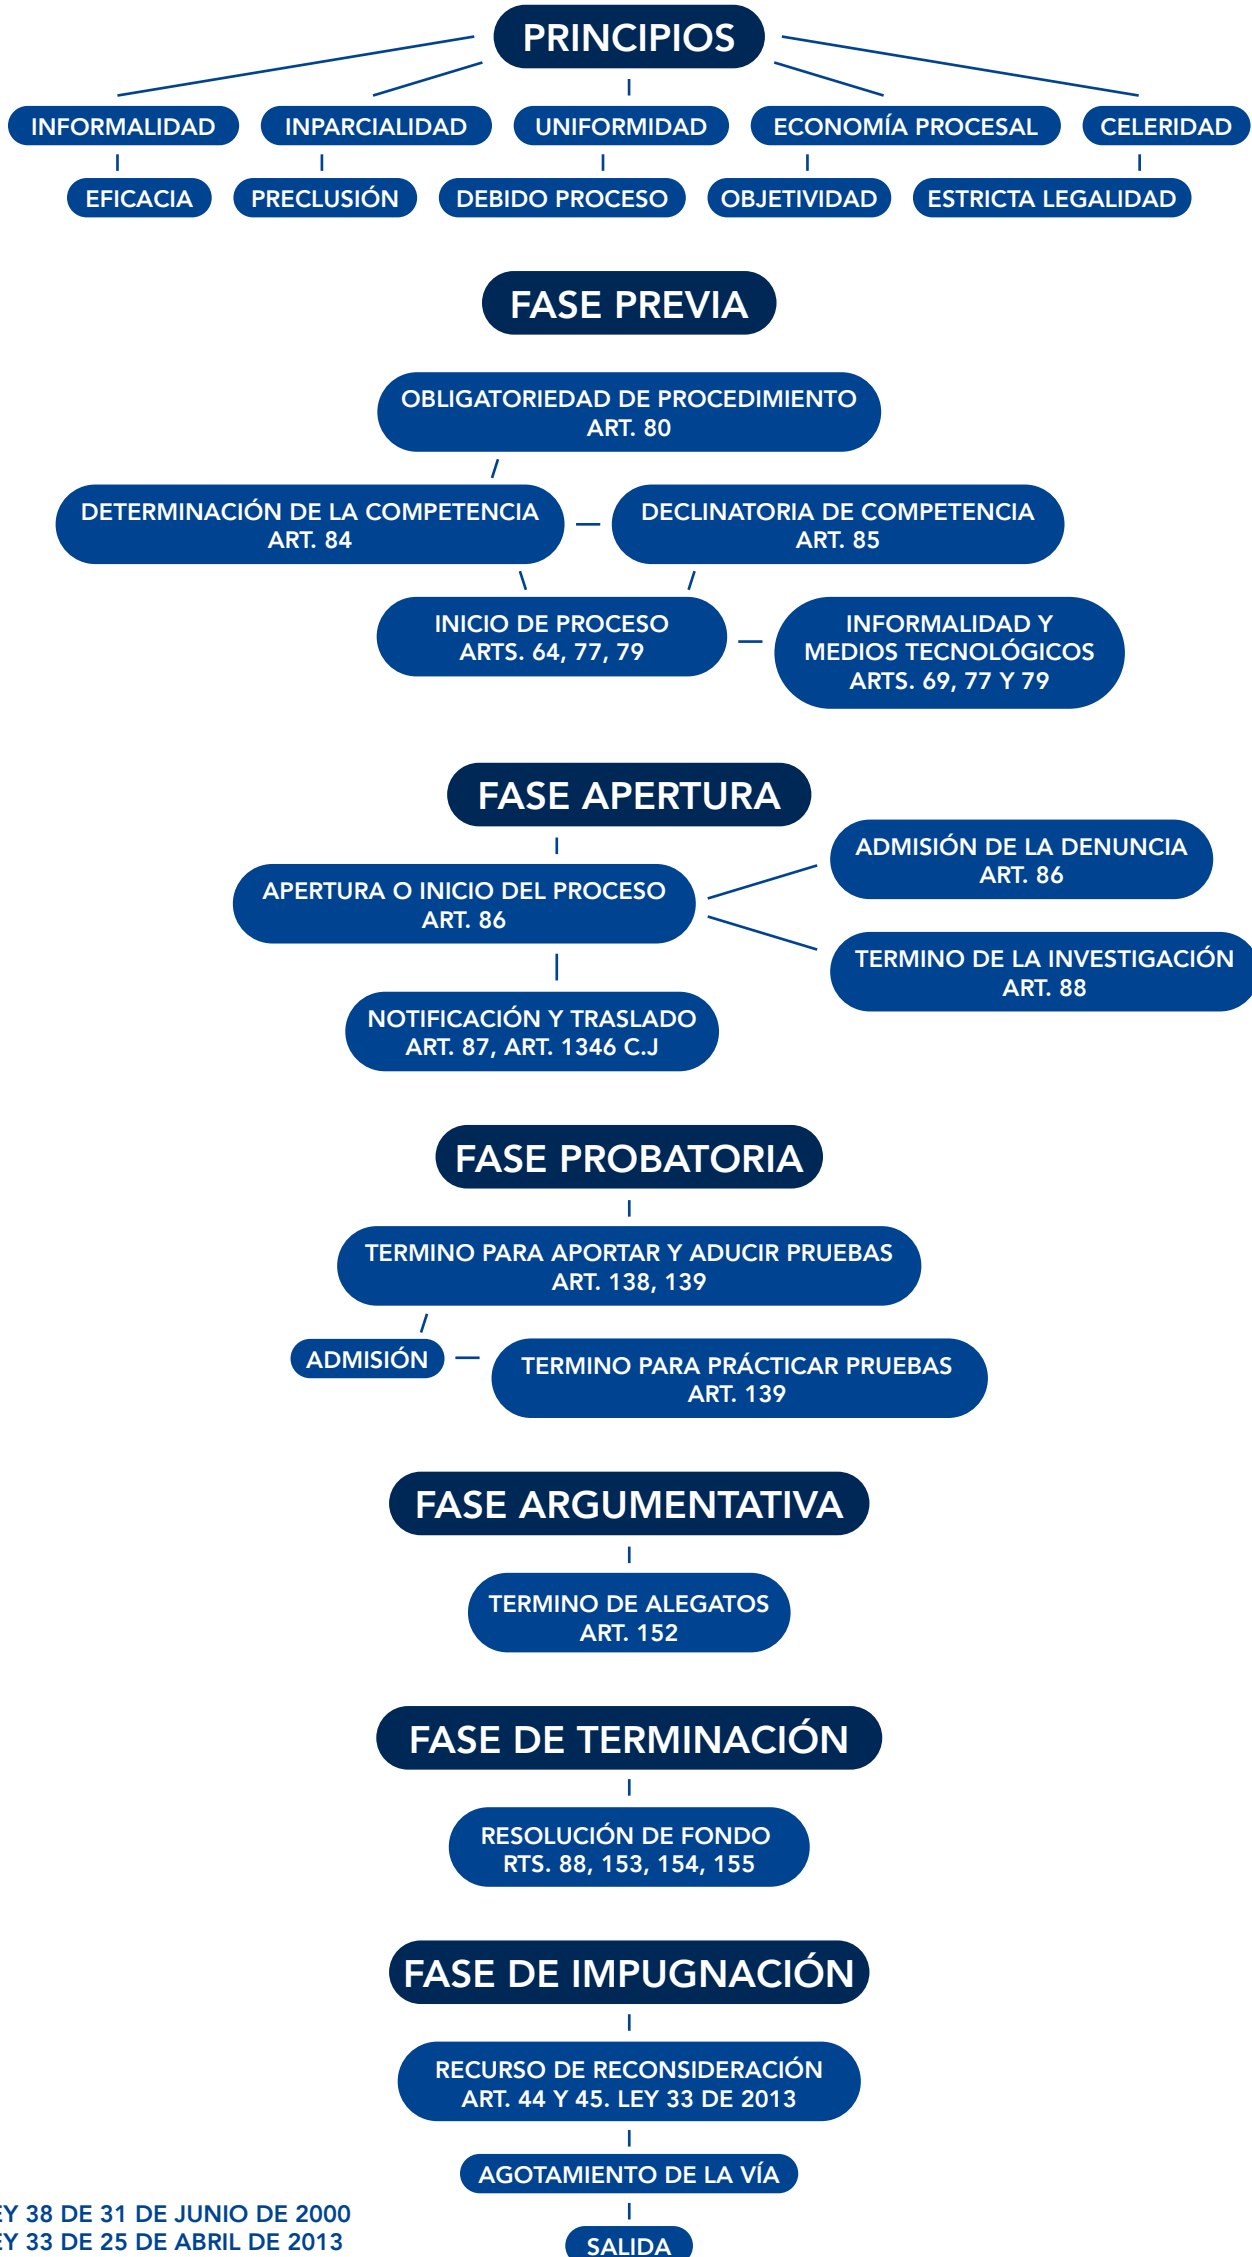 PRINCIPIOS
INFORMALIDAD
INPARCIALIDAD
UNIFORMIDAD
ECONOMÍA PROCESAL
CELERIDAD
EFICACIA
PRECLUSIÓN
DEBIDO PROCESO
OBJETIVIDAD
ESTRICTA LEGALIDAD
FASE PREVIA
OBLIGATORIEDAD DE PROCEDIMIENTO
ART. 80
DETERMINACIÓN DE LA COMPETENCIA
ART. 84
DECLINATORIA DE COMPETENCIA
ART. 85
INICIO DE PROCESO
ARTS. 64, 77, 79
INFORMALIDAD Y
MEDIOS TECNOLÓGICOS
ARTS. 69, 77 Y 79
FASE APERTURA
APERTURA O INICIO DEL PROCESO
ART. 86
ADMISIÓN DE LA DENUNCIA
ART. 86
TERMINO DE LA INVESTIGACIÓN
ART. 88
NOTIFICACIÓN Y TRASLADO
ART. 87, ART. 1346 C.J
FASE PROBATORIA
TERMINO PARA APORTAR Y ADUCIR PRUEBAS
ART. 138, 139
ADMISIÓN
TERMINO PARA PRÁCTICAR PRUEBAS
ART. 139
FASE ARGUMENTATIVA
TERMINO DE ALEGATOS
ART. 152
FASE DE TERMINACIÓN
RESOLUCIÓN DE FONDO
RTS. 88, 153, 154, 155
FASE DE IMPUGNACIÓN
RECURSO DE RECONSIDERACIÓN
ART. 44 Y 45. LEY 33 DE 2013
AGOTAMIENTO DE LA VÍA
SALIDA
EY 38 DE 31 DE JUNIO DE 2000
EY 33 DE 25 DE ABRIL DE 2013